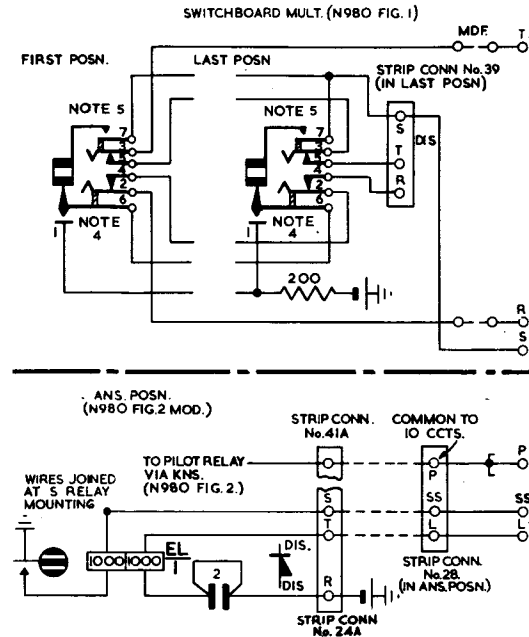 SWITCHBOARD MULT. (N980 FIG. 1)
MDF.
T.
FIRST POSN.
LAST POSN
STRIP CONN No.39
(IN LAST POSN)
NOTE 5
NOTE 5
7
3
5
4
2
6
7
3
5
4
2
6
S
T
R
DIS
NOTE
4
NOTE
4
1
1
200
R
S
ANS. POSN.
(N980 FIG.2 MOD.)
STRIP CONN.
No.41A
COMMON TO
10 CCTS.
TO PILOT RELAY
VIA KNS.
(N980 FIG. 2.)
P
P
WIRES JOINED
AT S RELAY
MOUNTING
S
SS
SS
T
L
L
1000
1000
EL
1
2
DIS.
DIS
R
STRIP CONN.
No.28.
(IN ANS.POSN.)
STRIP CONN
No.24A